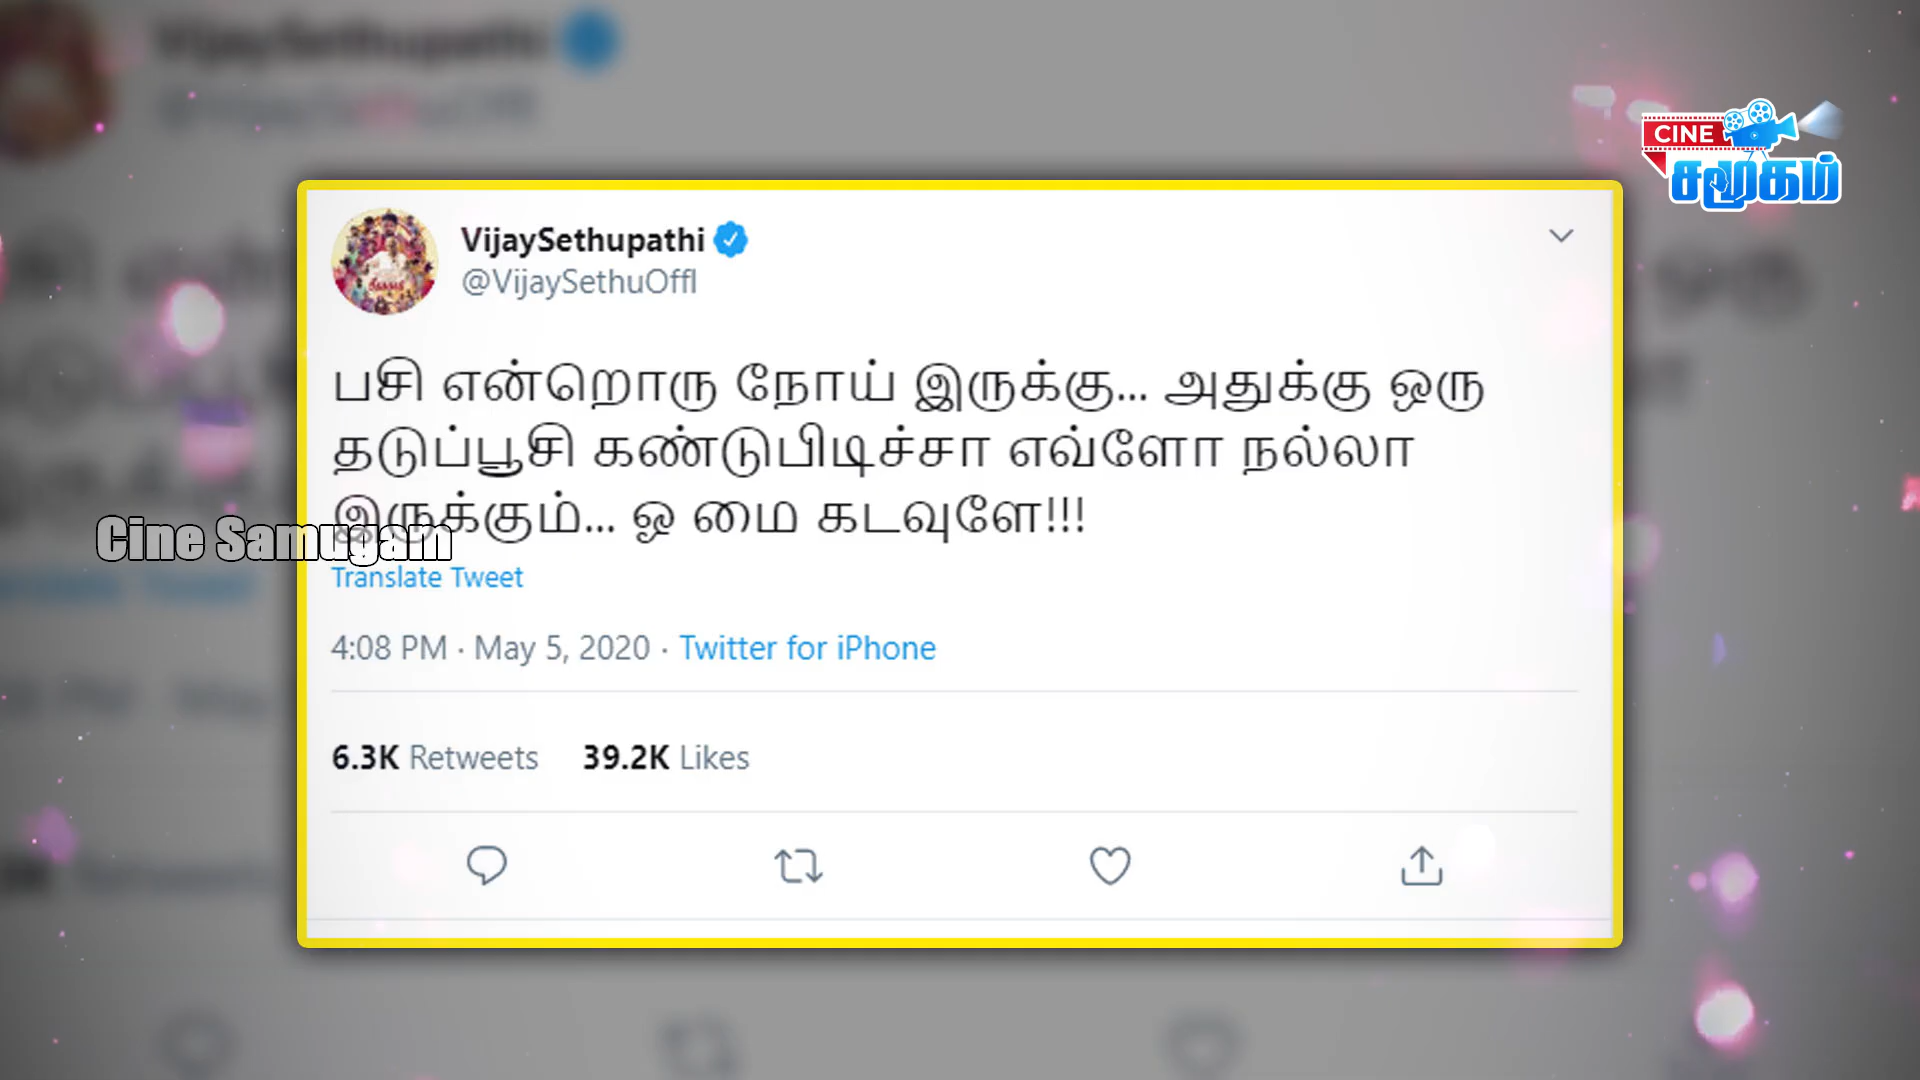 VijaySethupathi
@VijaySethuOffl
CINE
சமூகம்
பசி என்றொரு நோய் இருக்கு... அதுக்கு ஒரு
தடுப்பூசி கண்டுபிடிச்சா எவ்ளோ நல்லா
இருக்கும்... ஓ மை கடவுளே!!!
Cine Samugam
Translate Tweet
4:08 PM · May 5, 2020 · Twitter for iPhone
6.3K Retweets 39.2K Likes